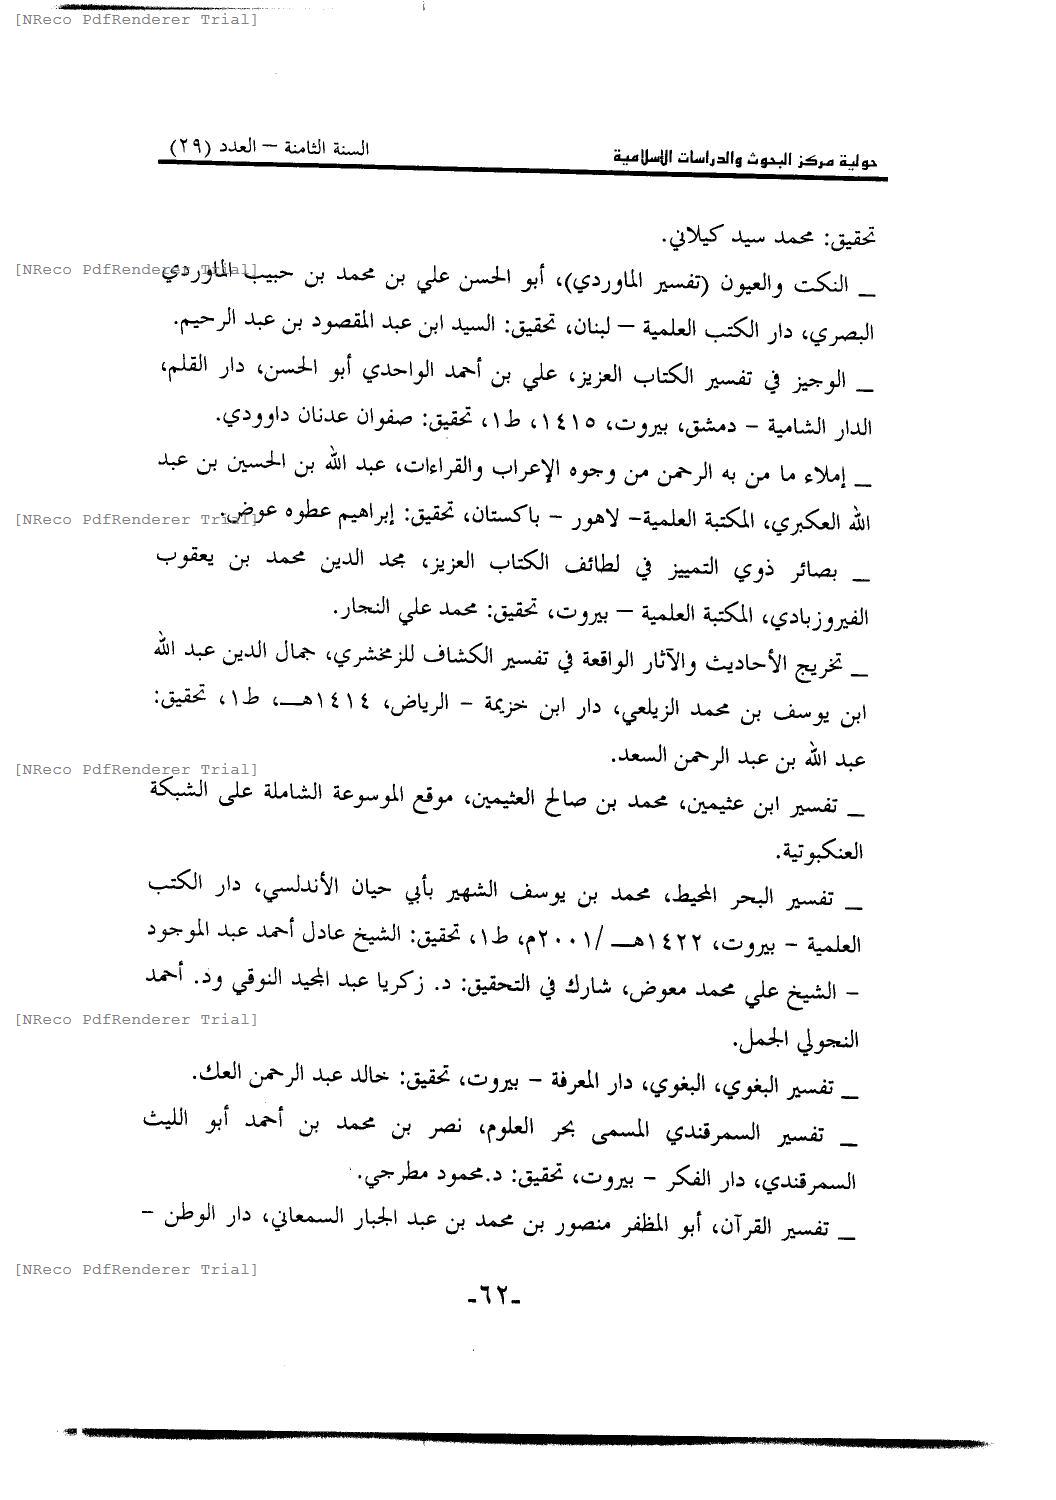 [NReco PdfRenderer Trial]
حولية مركز البحوث والدراسات الإسلامية
السنة الثامنة – العدد (٢٩)
تحقيق: محمد سيد كيلاني.
[NReco PdfRenderer Trial]
_ النكت والعيون (تفسير الماوردي)، أبو الحسن علي بن محمد بن حبيب الماوردي
البصري، دار الكتب العلمية – لبنان، تحقيق: السيد ابن عبد المقصود بن عبد الرحيم.
_ الوجيز في تفسير الكتاب العزيز، علي بن أحمد الواحدي أبو الحسن، دار القلم،
الدار الشامية - دمشق، بيروت، ١٤١٥، ط١، تحقيق: صفوان عدنان داوودي.
_ إملاء ما من به الرحمن من وجوه الإعراب والقراءات، عبد الله بن الحسين بن عبد
[NReco PdfRenderer Trial]
الله العكبري، المكتبة العلمية- لاهور - باكستان، تحقيق: إبراهيم عطوه عوض.
_ بصائر ذوي التمييز في لطائف الكتاب العزيز، مجد الدين محمد بن يعقوب
الفيروزبادي، المكتبة العلمية – بيروت، تحقيق: محمد علي النجار.
_ تخريج الأحاديث والآثار الواقعة في تفسير الكشاف للزمخشري، جمال الدين عبد الله
ابن يوسف بن محمد الزيلعي، دار ابن خزيمة - الرياض، ١٤١٤هـ، ط١، تحقيق:
عبد الله بن عبد الرحمن السعد.
[NReco PdfRenderer Trial]
_ تفسير ابن عثيمين، محمد بن صالح العثيمين، موقع الموسوعة الشاملة على الشبكة
العنكبوتية.
_ تفسير البحر المحيط، محمد بن يوسف الشهير بأبي حيان الأندلسي، دار الكتب
العلمية - بيروت، ١٤٢٢هـ /٢٠٠١م، ط١، تحقيق: الشيخ عادل أحمد عبد الموجود
- الشيخ علي محمد معوض، شارك في التحقيق: د. زكريا عبد المجيد النوقي ود. أحمد
[NReco PdfRenderer Trial]
النجولي الجمل.
_ تفسير البغوي، البغوي، دار المعرفة - بيروت، تحقيق: خالد عبد الرحمن العك.
_ تفسير السمرقندي المسمى بحر العلوم، نصر بن محمد بن أحمد أبو الليث
السمرقندي، دار الفكر - بيروت، تحقيق: د.محمود مطرجي.
_ تفسير القرآن، أبو المظفر منصور بن محمد بن عبد الجبار السمعاني، دار الوطن -
[NReco PdfRenderer Trial]
-٦٢-